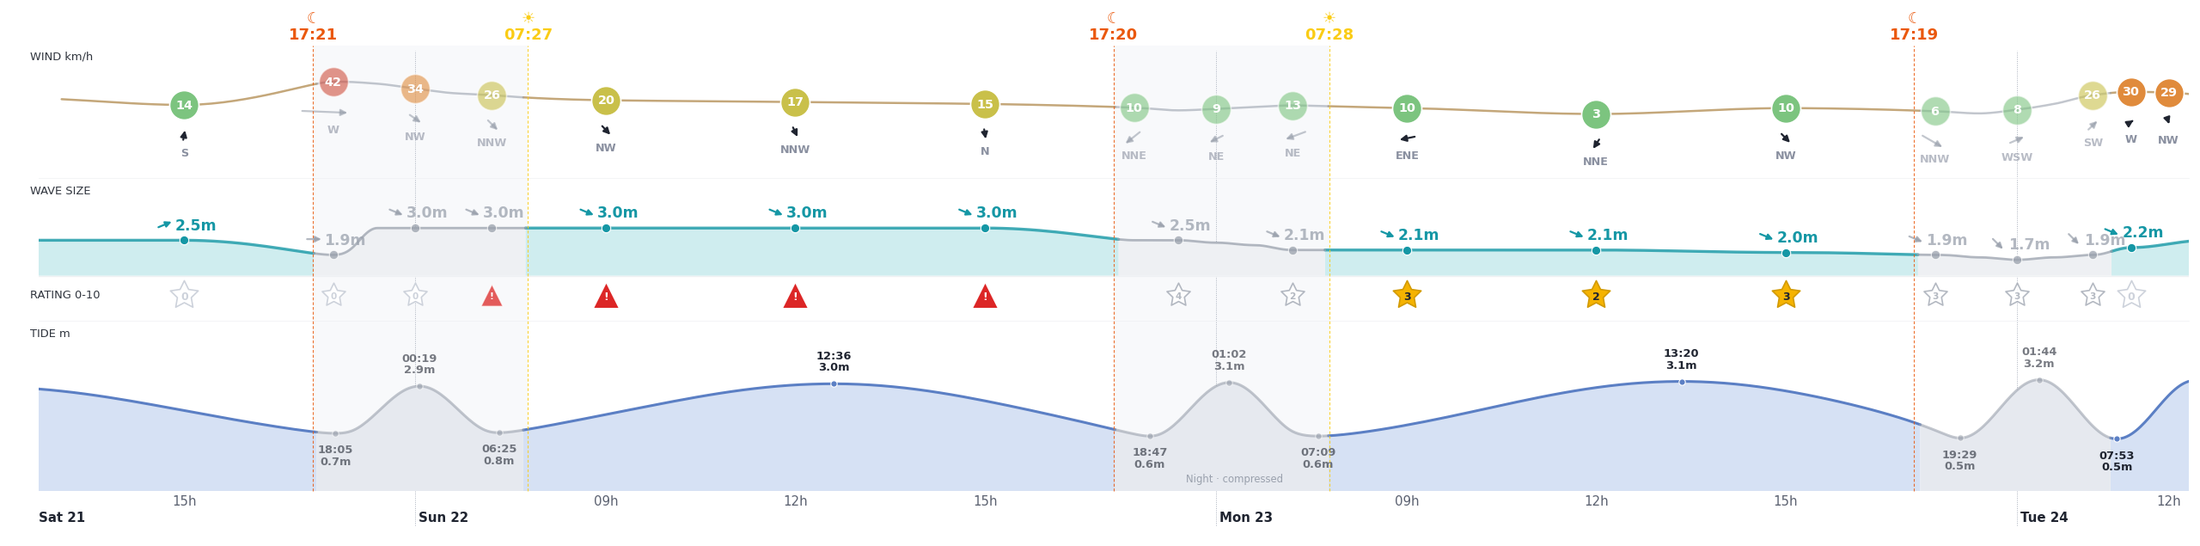 17:21 07:27 17:20 07:28 17:19
WIND km/h
14 42 34 26 20 17 15 10 9 13 10 3 10 6 8 26 30 29
S W NW NNW NW NNW N NNE NE NE ENE NNE NW NNW WSW SW W NW
WAVE SIZE
2.5m 1.9m 3.0m 3.0m 3.0m 3.0m 3.0m 2.5m 2.1m 2.1m 2.1m 2.0m 1.9m 1.7m 1.9m 2.2m
RATING 0-10
0 0 0 ! ! ! ! 4 2 3 2 3 3 3 3 0
TIDE m
00:19 12:36 01:02 13:20 01:44
2.9m 3.0m 3.1m 3.1m 3.2m
18:05 06:25 18:47 07:09 19:29 07:53
0.7m 0.8m 0.6m 0.6m 0.5m 0.5m
Night · compressed
15h 09h 12h 15h 09h 12h 15h 12h
Sat 21 Sun 22 Mon 23 Tue 24